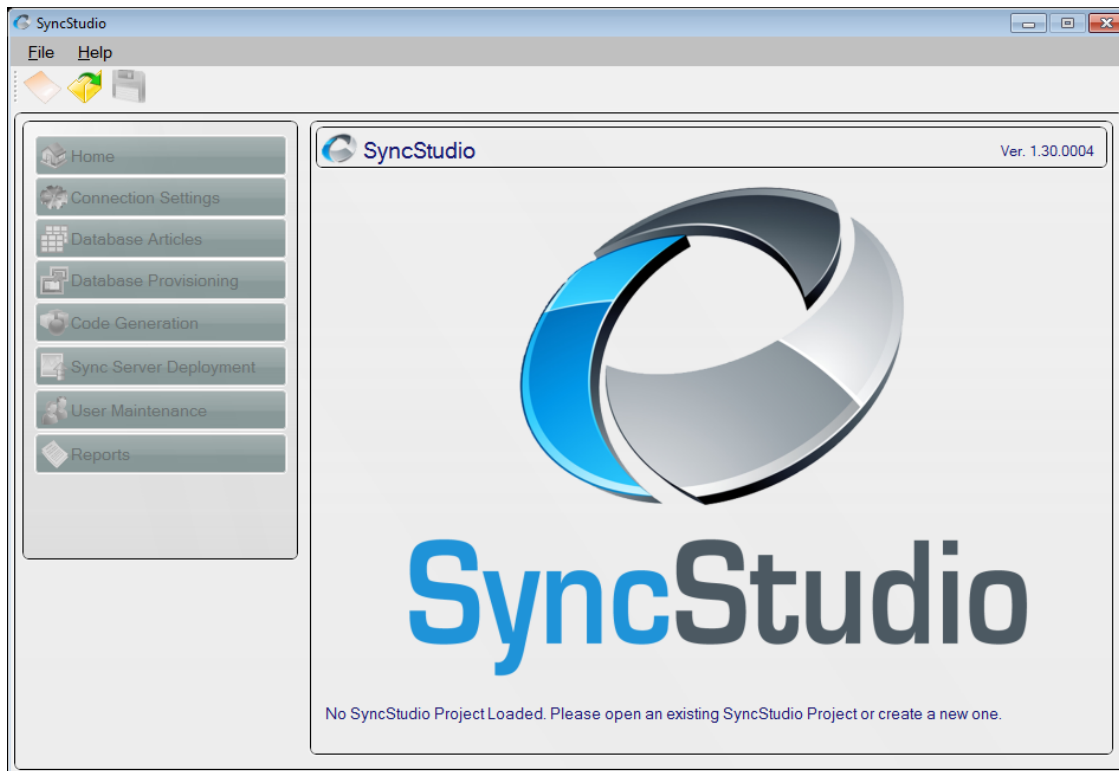 SyncStudio
File Help
Home
Connection Settings
Database Articles
Database Provisioning
Code Generation
Sync Server Deployment
User Maintenance
Reports
SyncStudio
Ver. 1.30.0004
SyncStudio
No SyncStudio Project Loaded. Please open an existing SyncStudio Project or create a new one.